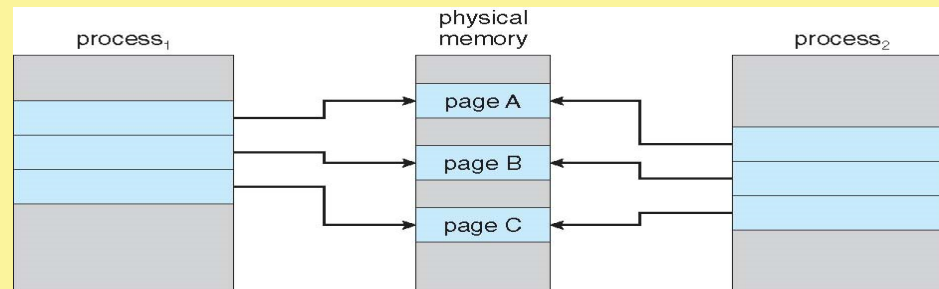 process₁
physical
memory
process₂
page A
page B
page C